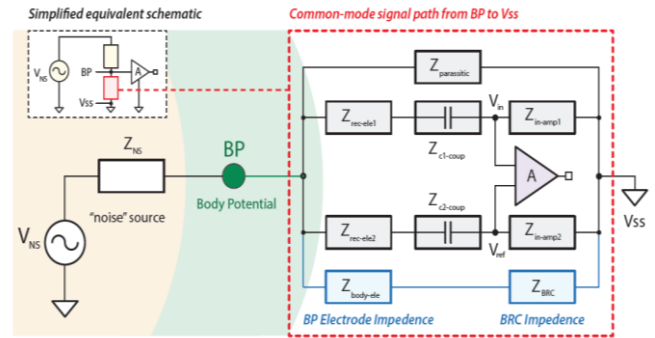 Simplified equivalent schematic
Common-mode signal path from BP to Vss
V_NS
BP
A
Vss
Z_parassitic
Z_rec-ele1
Z_c1-coup
V_in
Z_in-amp1
Z_NS
BP
Body Potential
"noise" source
V_NS
A
Vss
Z_c2-coup
Z_rec-ele2
V_ref
Z_in-amp2
Z_body-ele
Z_BRC
BP Electrode Impedence
BRC Impedence